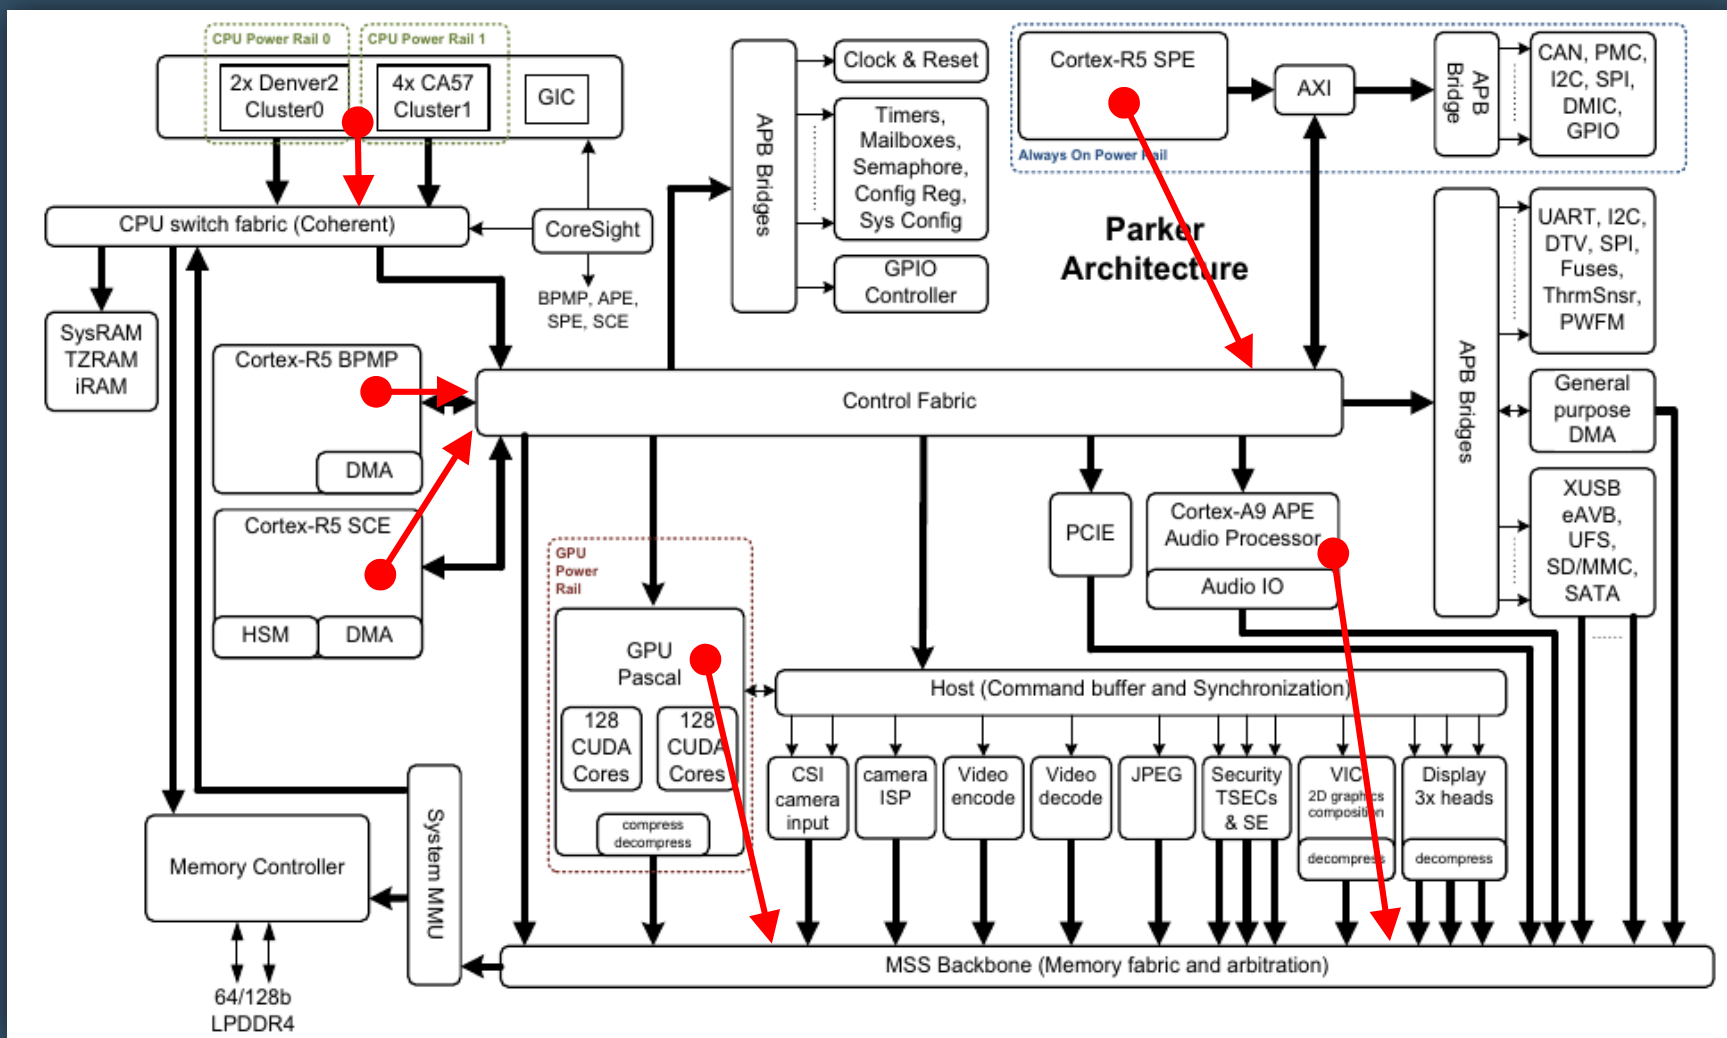 CPU Power Rail 0
CPU Power Rail 1
2x Denver2
Cluster0
4x CA57
Cluster1
GIC
CPU switch fabric (Coherent)
CoreSight
BPMP, APE,
SPE, SCE
SysRAM
TZRAM
iRAM
Cortex-R5 BPMP
DMA
Cortex-R5 SCE
HSM
DMA
APB Bridges
Clock & Reset
Timers,
Mailboxes,
Semaphore,
Config Reg,
Sys Config
GPIO
Controller
Cortex-R5 SPE
AXI
APB
Bridge
CAN, PMC,
I2C, SPI,
DMIC,
GPIO
Always On Power Rail
Parker
Architecture
APB Bridges
UART, I2C,
DTV, SPI,
Fuses,
ThrmSnsr,
PWFM
General
purpose
DMA
XUSB
eAVB,
UFS,
SD/MMC,
SATA
Control Fabric
PCIE
Cortex-A9 APE
Audio Processor
Audio IO
GPU
Power
Rail
GPU
Pascal
128
CUDA
Cores
128
CUDA
Cores
compress
decompress
Host (Command buffer and Synchronization)
CSI
camera
input
camera
ISP
Video
encode
Video
decode
JPEG
Security
TSECs
& SE
VIC
2D graphics
composition
decompress
Display
3x heads
decompress
System MMU
Memory Controller
64/128b
LPDDR4
MSS Backbone (Memory fabric and arbitration)